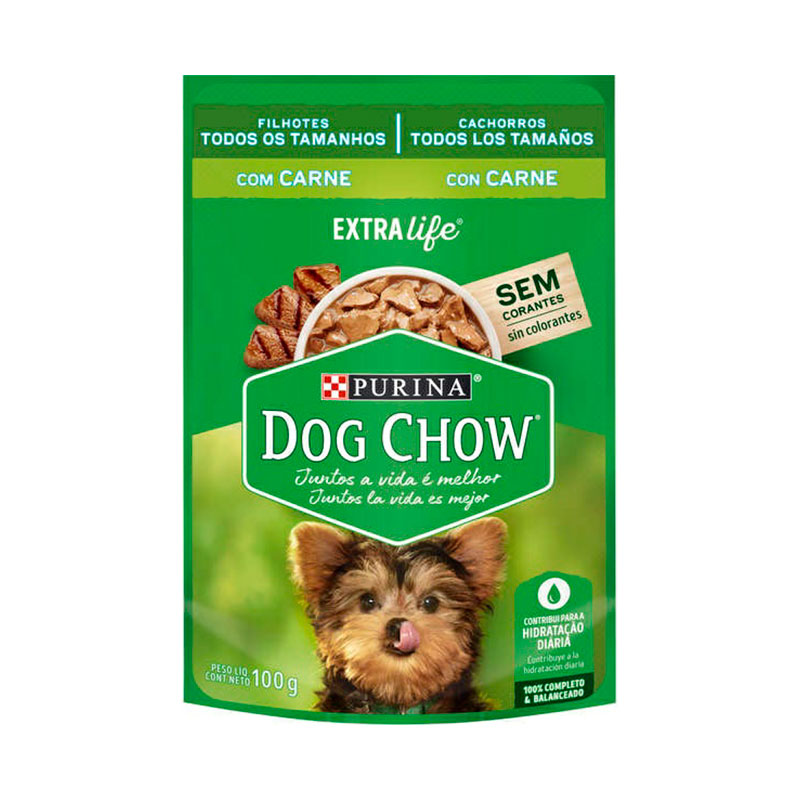 FILHOTES
TODOS OS TAMANHOS
CACHORROS
TODOS LOS TAMAÑOS
COM CARNE
CON CARNE
EXTRA life®
SEM
CORANTES
sin colorantes
PURINA®
DOG CHOW®
Juntos a vida é melhor
Juntos la vida es mejor
CONTRIBUI PARA A
HIDRATAÇÃO
DIÁRIA
Contribuye a la
hidratación diaria
100% COMPLETO
& BALANCEADO
PESO LIQ.
CONT NETO 100g